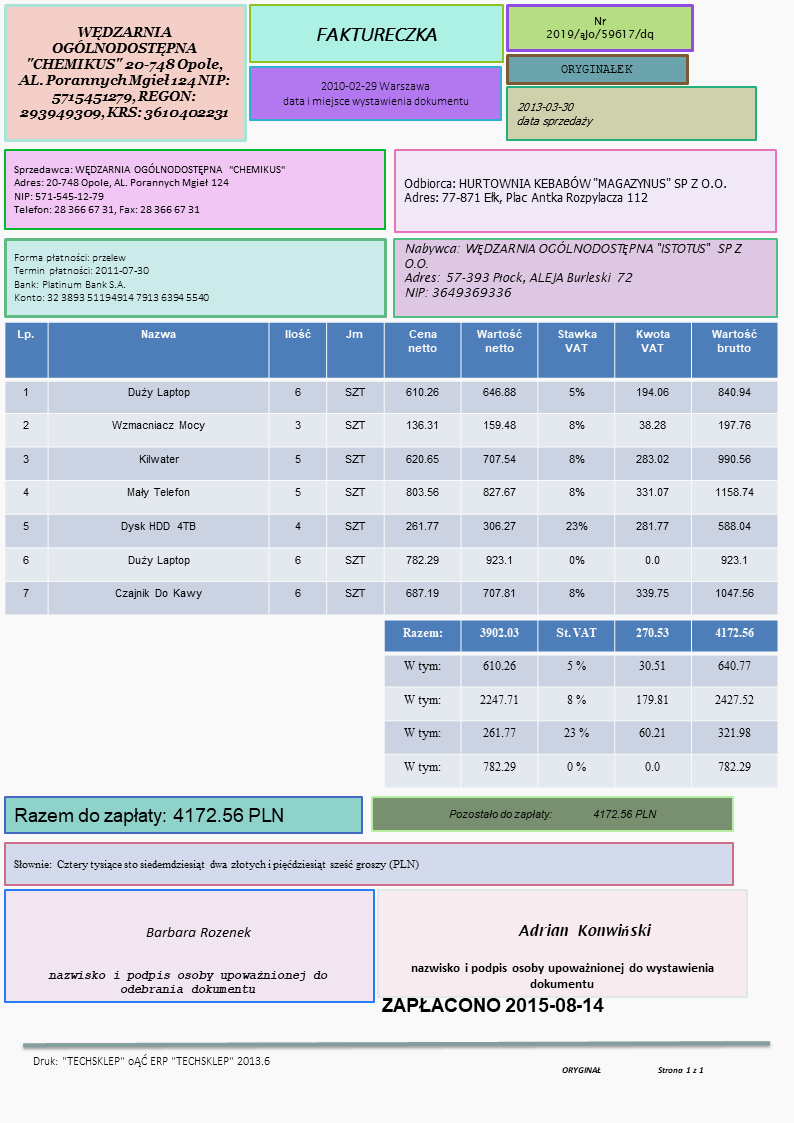 WĘDZARNIA
OGÓLNODOSTĘPNA
"CHEMIKUS" 20-748 Opole,
AL. Porannych Mgieł 124 NIP:
5715451279, REGON:
293949309, KRS: 3610402231
FAKTURECZKA
2010-02-29 Warszawa
data i miejsce wystawienia dokumentu
Nr
2019/ąJo/59617/dq
ORYGINAŁEK
2013-03-30
data sprzedaży
Sprzedawca: WĘDZARNIA OGÓLNODOSTĘPNA "CHEMIKUS"
Adres: 20-748 Opole, AL. Porannych Mgieł 124
NIP: 571-545-12-79
Telefon: 28 366 67 31, Fax: 28 366 67 31
Odbiorca: HURTOWNIA KEBABÓW "MAGAZYNUS" SP Z O.O.
Adres: 77-871 Ełk, Plac Antka Rozpylacza 112
Forma płatności: przelew
Termin płatności: 2011-07-30
Bank: Platinum Bank S.A.
Konto: 32 3893 51194914 7913 6394 5540
Nabywca: WĘDZARNIA OGÓLNODOSTĘPNA "ISTOTUS" SP Z
O.O.
Adres: 57-393 Płock, ALEJA Burleski 72
NIP: 3649369336
Lp. Nazwa Ilość Jm Cena netto Wartość netto Stawka VAT Kwota VAT Wartość brutto
1 Duży Laptop 6 SZT 610.26 646.88 5% 194.06 840.94
2 Wzmacniacz Mocy 3 SZT 136.31 159.48 8% 38.28 197.76
3 Kilwater 5 SZT 620.65 707.54 8% 283.02 990.56
4 Mały Telefon 5 SZT 803.56 827.67 8% 331.07 1158.74
5 Dysk HDD 4TB 4 SZT 261.77 306.27 23% 281.77 588.04
6 Duży Laptop 6 SZT 782.29 923.1 0% 0.0 923.1
7 Czajnik Do Kawy 6 SZT 687.19 707.81 8% 339.75 1047.56
Razem: 3902.03 St. VAT 270.53 4172.56
W tym: 610.26 5 % 30.51 640.77
W tym: 2247.71 8 % 179.81 2427.52
W tym: 261.77 23 % 60.21 321.98
W tym: 782.29 0 % 0.0 782.29
Razem do zapłaty: 4172.56 PLN
Pozostało do zapłaty: 4172.56 PLN
Słownie: Cztery tysiące sto siedemdziesiąt dwa złotych i pięćdziesiąt sześć groszy (PLN)
Barbara Rozenek
nazwisko i podpis osoby upoważnionej do
odebrania dokumentu
Adrian Konwiński
nazwisko i podpis osoby upoważnionej do wystawienia
dokumentu
ZAPŁACONO 2015-08-14
Druk: "TECHSKLEP" oĄĆ ERP "TECHSKLEP" 2013.6
ORYGINAŁ Strona 1 z 1